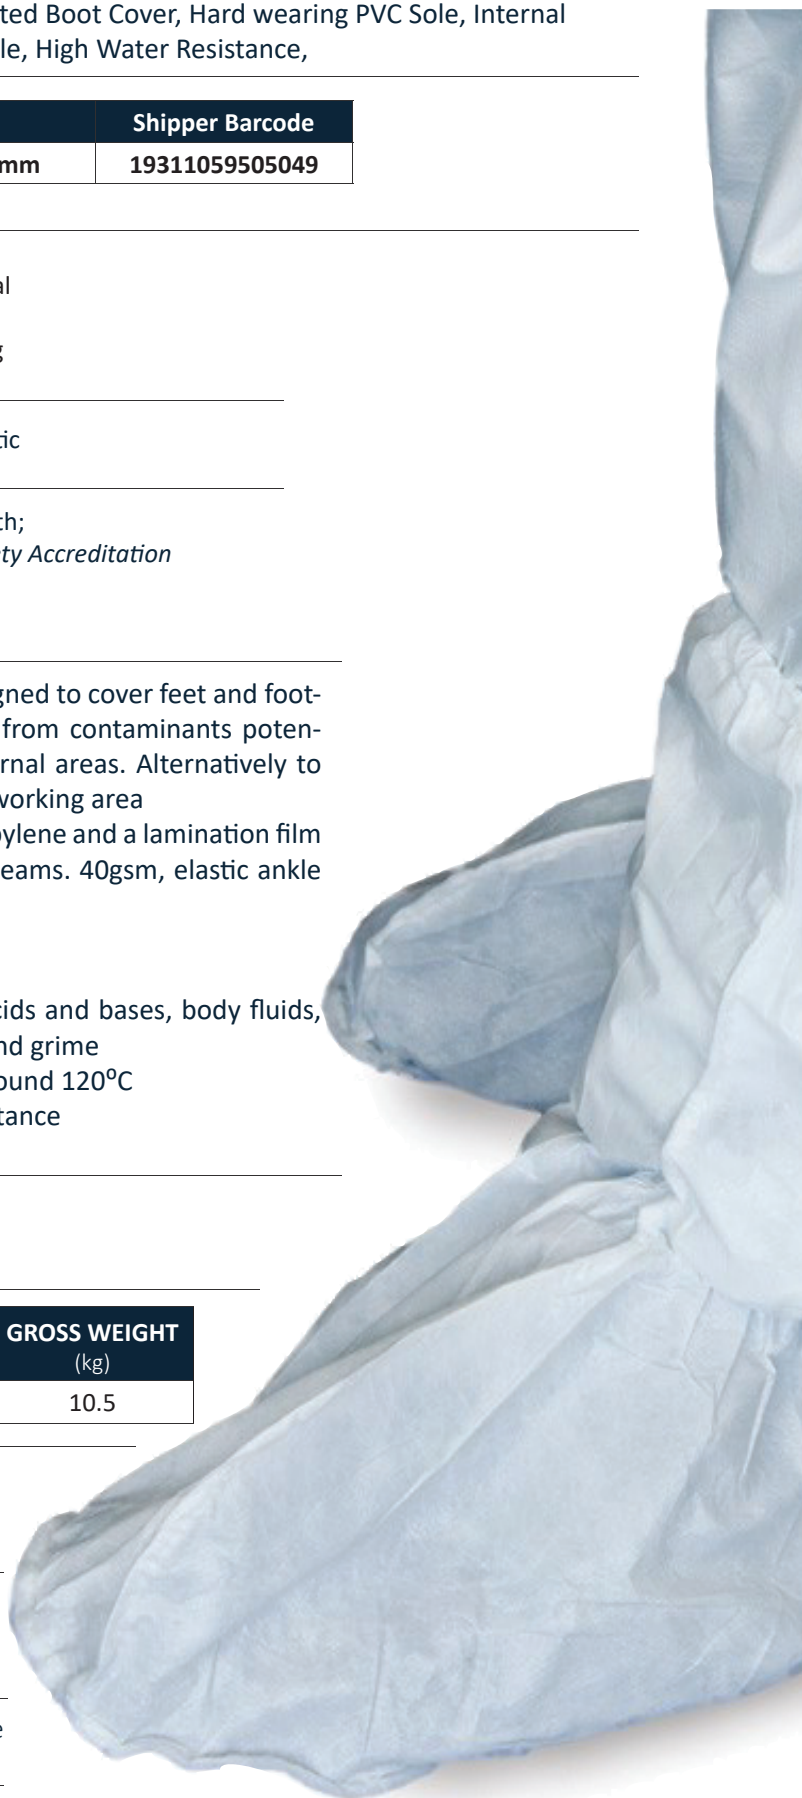 ted Boot Cover, Hard wearing PVC Sole, Internal
le, High Water Resistance,
Shipper Barcode
mm 19311059505049
al
g
tic
th;
ty Accreditation
gned to cover feet and foot-
from contaminants poten-
rnal areas. Alternatively to
working area
pylene and a lamination film
eams. 40gsm, elastic ankle
cids and bases, body fluids,
nd grime
ound 120⁰C
tance
GROSS WEIGHT
(kg)
10.5
e